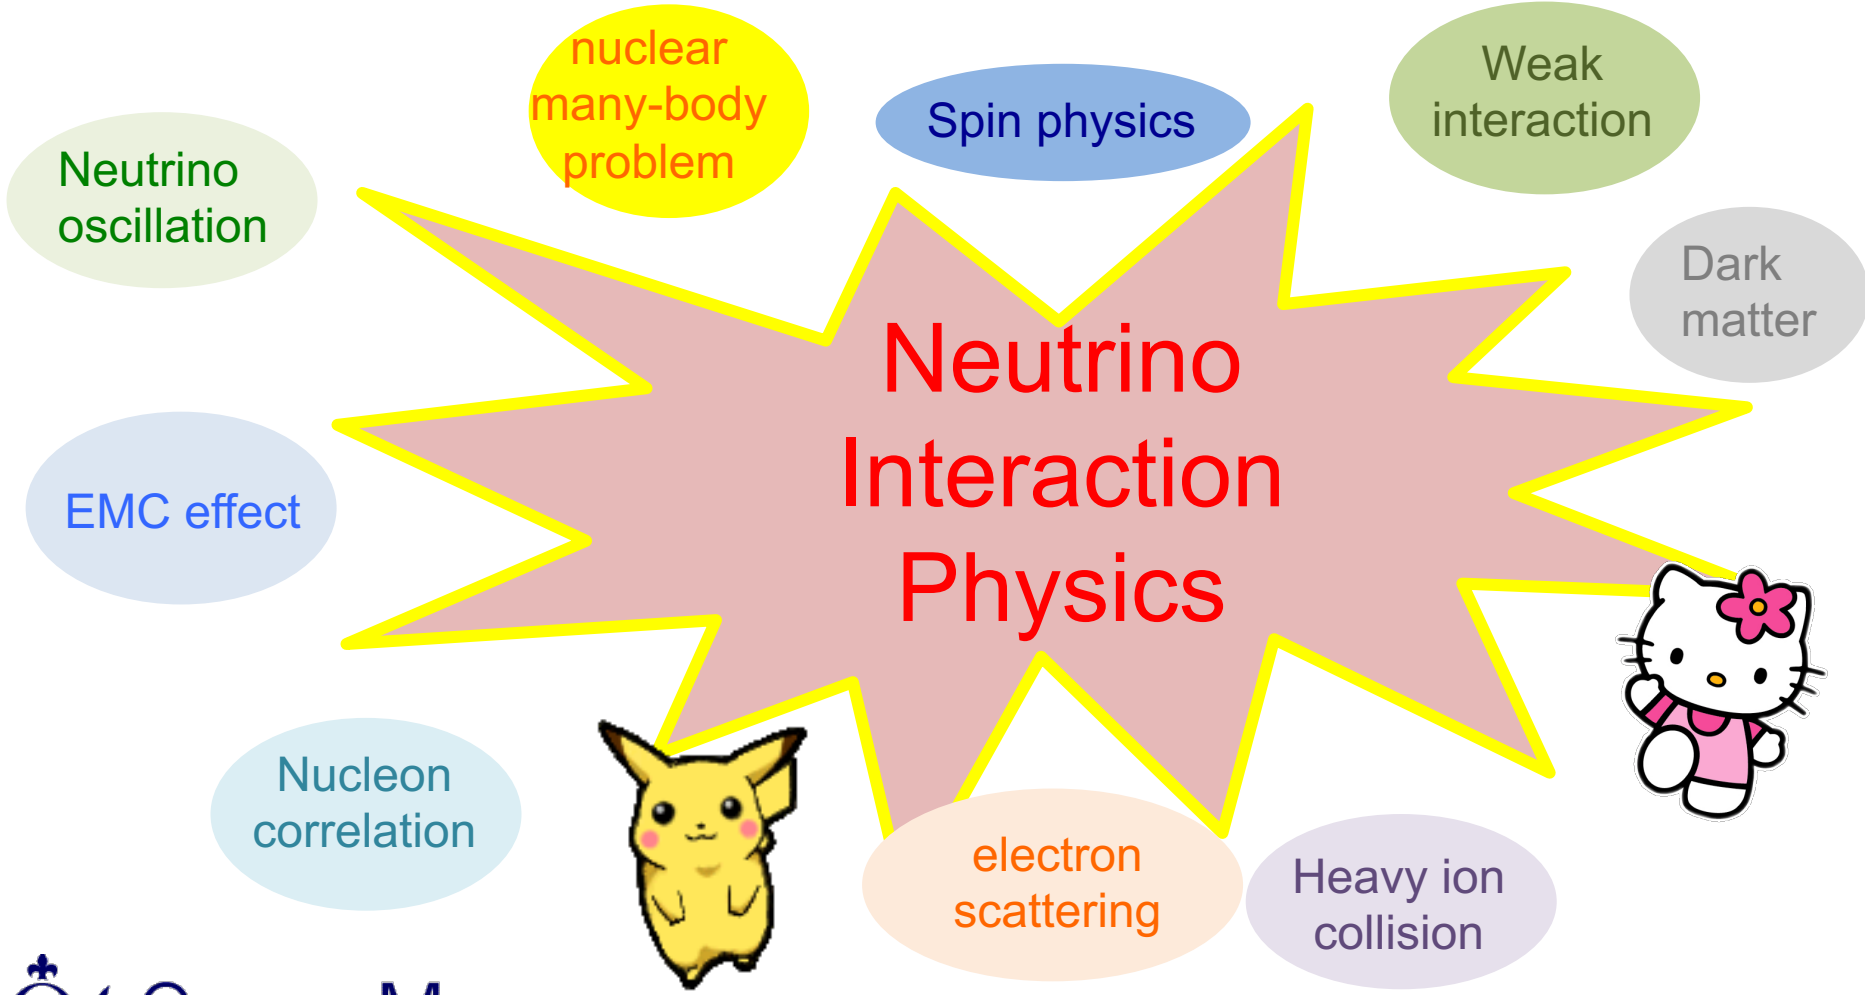 nuclear
many-body
problem
Spin physics
Weak
interaction
Neutrino
oscillation
Dark
matter
Neutrino
Interaction
Physics
EMC effect
Nucleon
correlation
electron
scattering
Heavy ion
collision